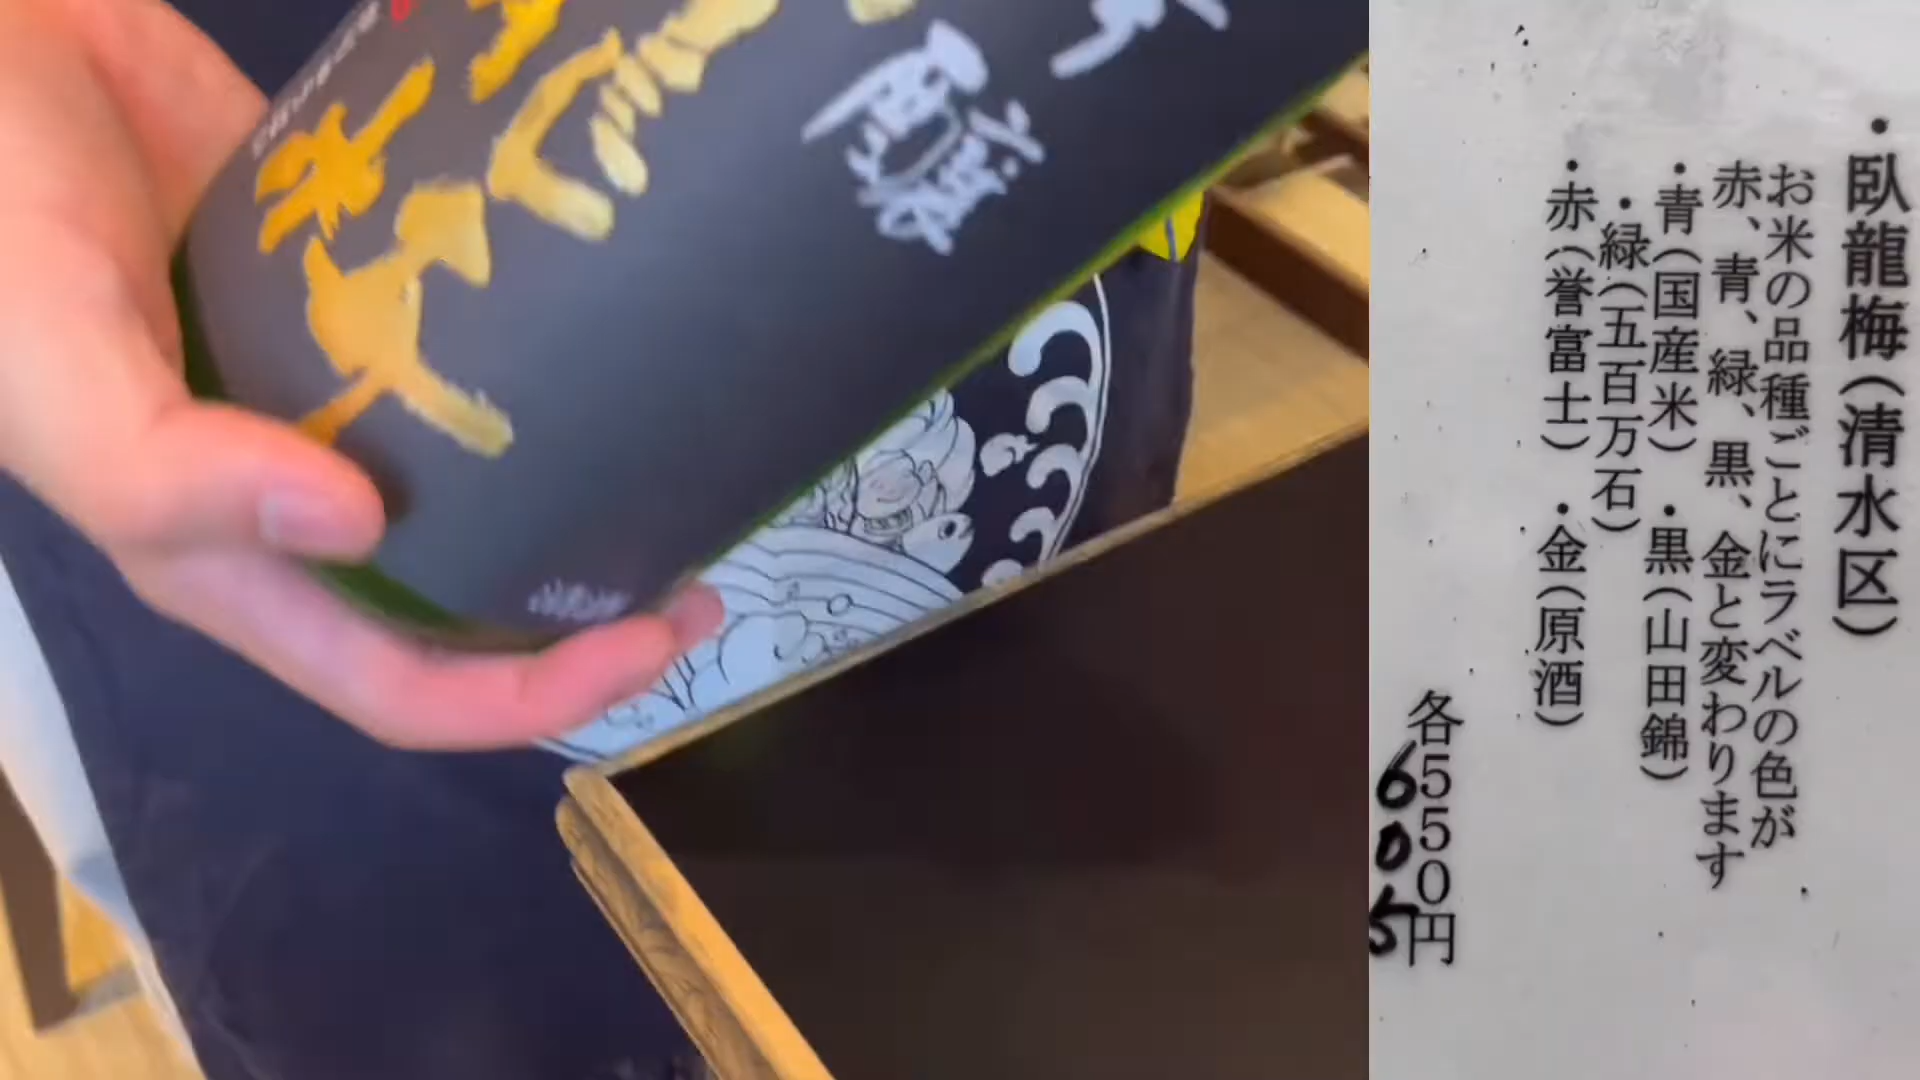 ・臥龍梅(清水区)
お米の品種ごとにラベルの色が
赤、青、緑、黒、金と変わります
・青(国産米)・黒(山田錦)
・緑(五百万石)
・赤(誉富士)・金(原酒)
各550円
605